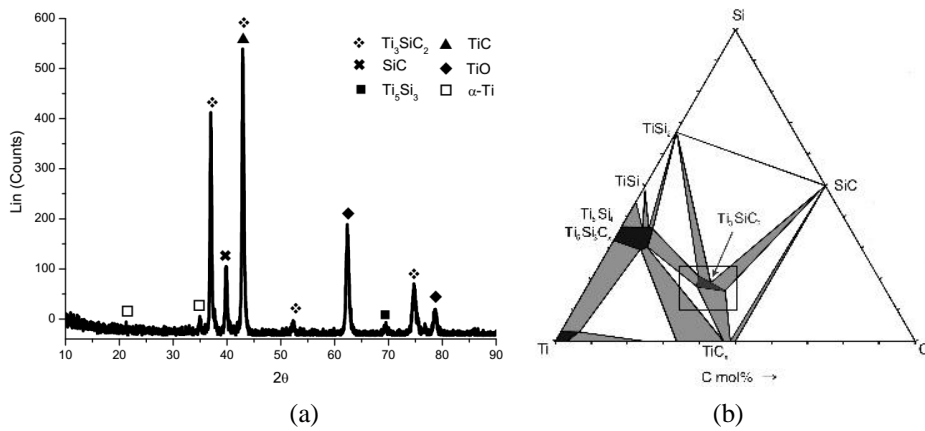 600
500
400
300
200
100
0
Lin (Counts)
10 20 30 40 50 60 70 80 90
2θ
Ti₃SiC₂
TiC
SiC
TiO
Ti₅Si₃
α-Ti
(a)
Si
TiSi₂
SiC
TiSi
Ti₅Si₄
Ti₅Si₃Cₓ
Ti₃SiC₂
Ti
TiCₓ
C
C mol% →
(b)